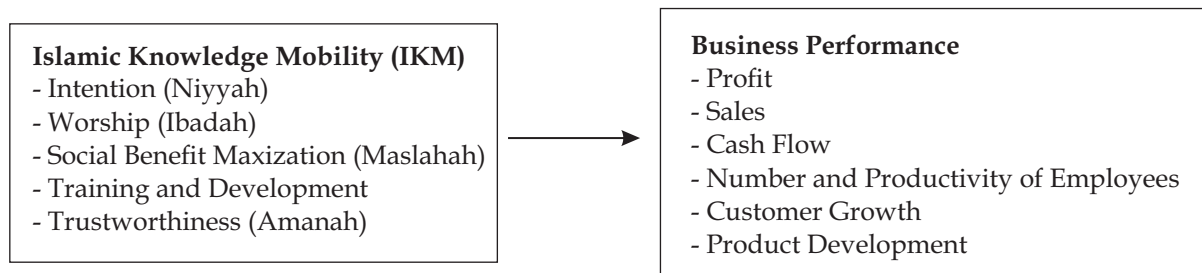 Islamic Knowledge Mobility (IKM)
- Intention (Niyyah)
- Worship (Ibadah)
- Social Benefit Maxization (Maslahah)
- Training and Development
- Trustworthiness (Amanah)
Business Performance
- Profit
- Sales
- Cash Flow
- Number and Productivity of Employees
- Customer Growth
- Product Development